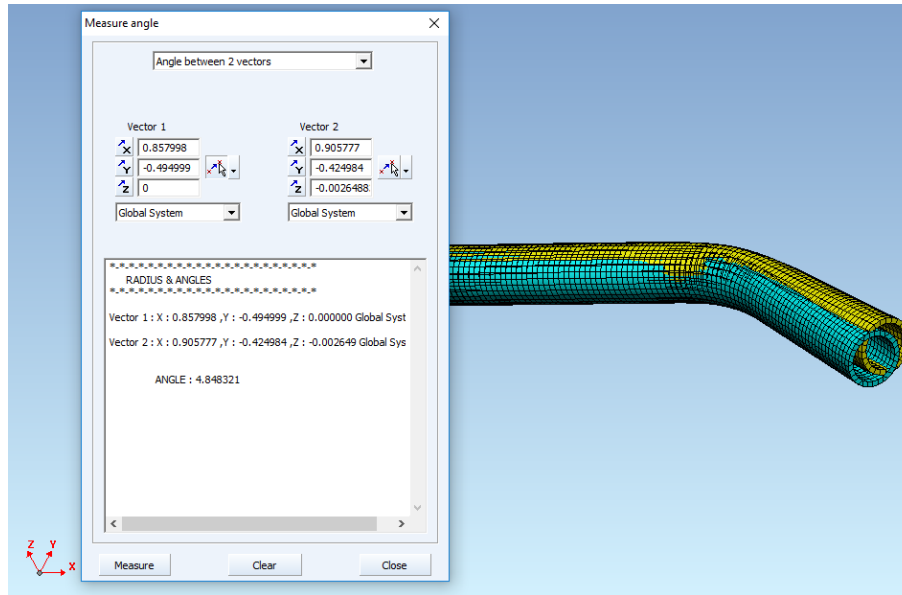 Measure angle
Angle between 2 vectors
Vector 1 Vector 2
X 0.857998 X 0.905777
Y -0.494999 Y -0.424984
Z 0 Z -0.0026488
Global System Global System
*-*-*-*-*-*-*-*-*-*-*-*-*-*-*-*-*-*-*-*-*-*
RADIUS & ANGLES
*-*-*-*-*-*-*-*-*-*-*-*-*-*-*-*-*-*-*-*-*-*
Vector 1 : X : 0.857998 ,Y : -0.494999 ,Z : 0.000000 Global Syst
Vector 2 : X : 0.905777 ,Y : -0.424984 ,Z : -0.002649 Global Sys
ANGLE : 4.848321
Measure Clear Close
Z Y X